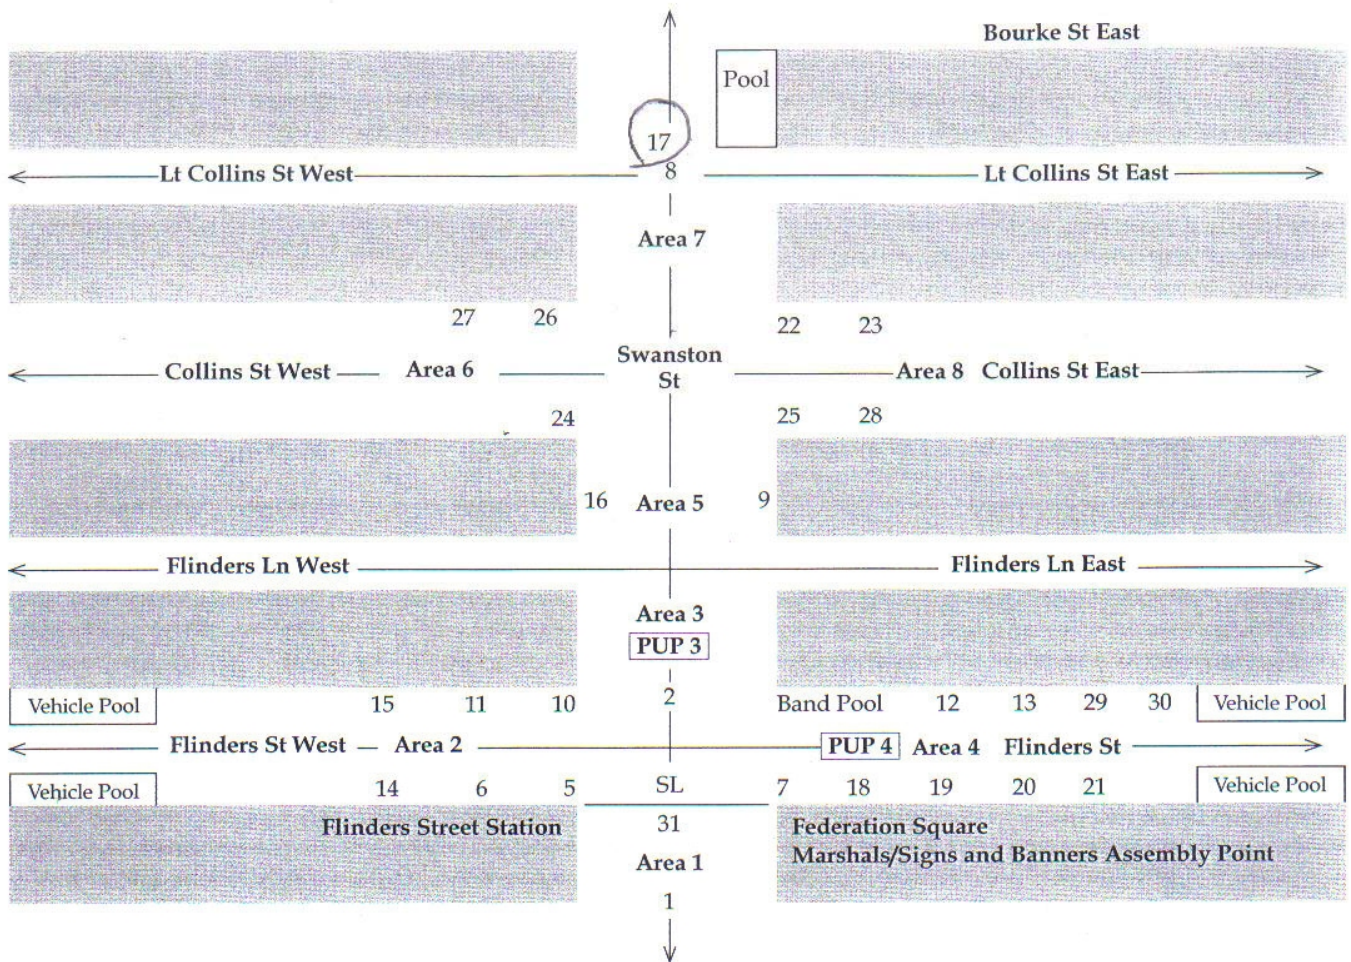 Bourke St East
Pool
17
Lt Collins St West 8 Lt Collins St East
Area 7
27 26 22 23
Swanston
St
Collins St West Area 6 Area 8 Collins St East
24 25 28
16 Area 5 9
Flinders Ln West Flinders Ln East
Area 3
PUP 3
Vehicle Pool 15 11 10 2 Band Pool 12 13 29 30 Vehicle Pool
Flinders St West Area 2 PUP 4 Area 4 Flinders St
Vehicle Pool 14 6 5 SL 7 18 19 20 21 Vehicle Pool
Flinders Street Station 31 Federation Square
Marshals/Signs and Banners Assembly Point
Area 1
1